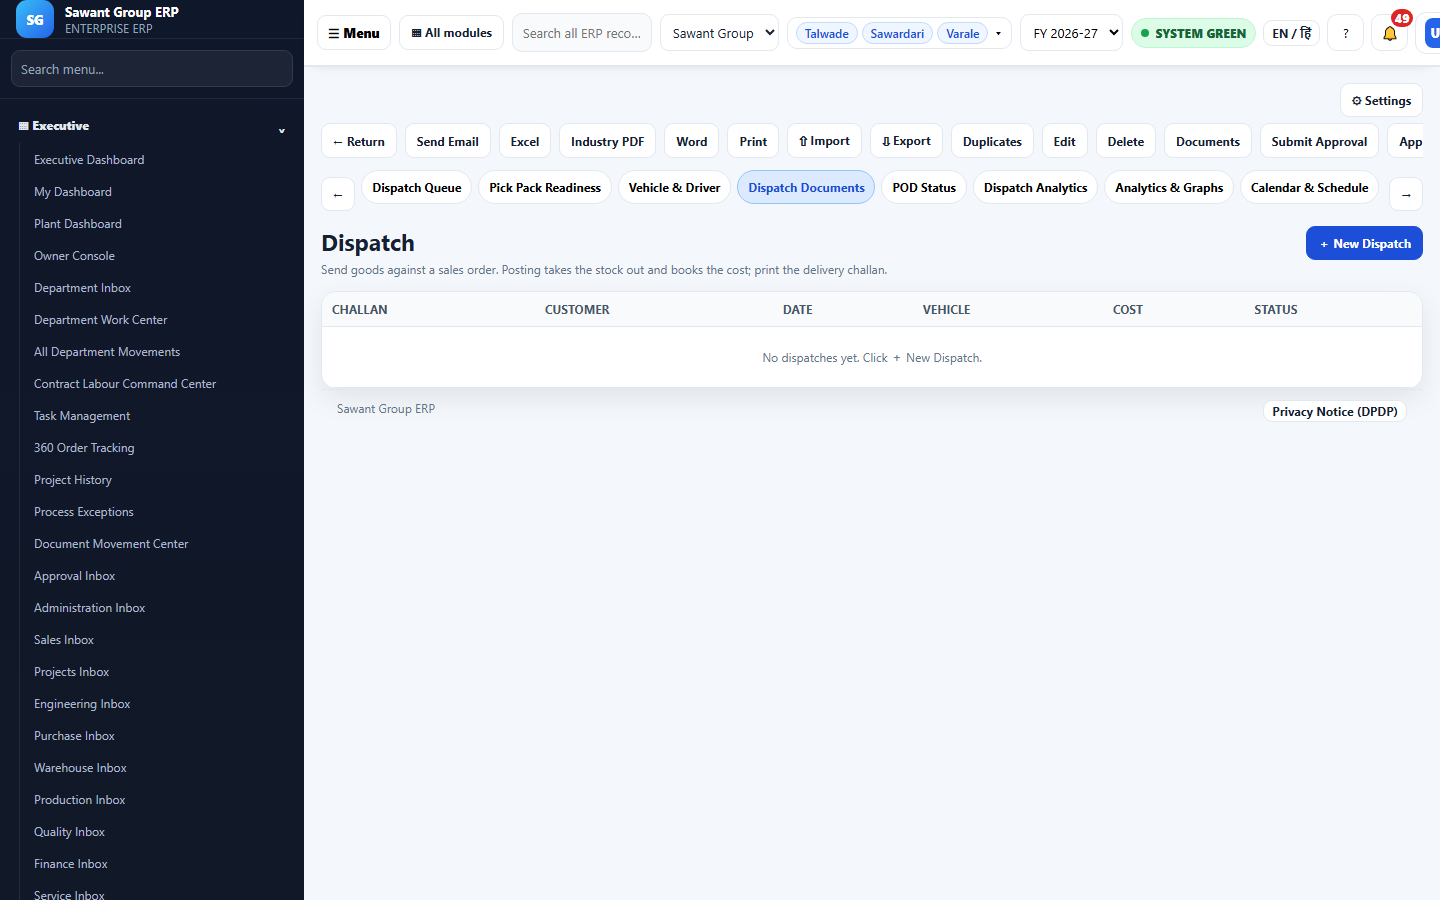 SG
Sawant Group ERP
ENTERPRISE ERP
Search menu...
Executive
Executive Dashboard
My Dashboard
Plant Dashboard
Owner Console
Department Inbox
Department Work Center
All Department Movements
Contract Labour Command Center
Task Management
360 Order Tracking
Project History
Process Exceptions
Document Movement Center
Approval Inbox
Administration Inbox
Sales Inbox
Projects Inbox
Engineering Inbox
Purchase Inbox
Warehouse Inbox
Production Inbox
Quality Inbox
Finance Inbox
Service Inbox
☰ Menu
All modules
Search all ERP reco...
Sawant Group
Talwade Sawardari Varale
FY 2026-27
SYSTEM GREEN
EN / हिं
?
49
U
⚙ Settings
← Return Send Email Excel Industry PDF Word Print ⇧ Import ⇩ Export Duplicates Edit Delete Documents Submit Approval App
← Dispatch Queue Pick Pack Readiness Vehicle & Driver Dispatch Documents POD Status Dispatch Analytics Analytics & Graphs Calendar & Schedule →
Dispatch
+ New Dispatch
Send goods against a sales order. Posting takes the stock out and books the cost; print the delivery challan.
CHALLAN CUSTOMER DATE VEHICLE COST STATUS
No dispatches yet. Click + New Dispatch.
Sawant Group ERP
Privacy Notice (DPDP)